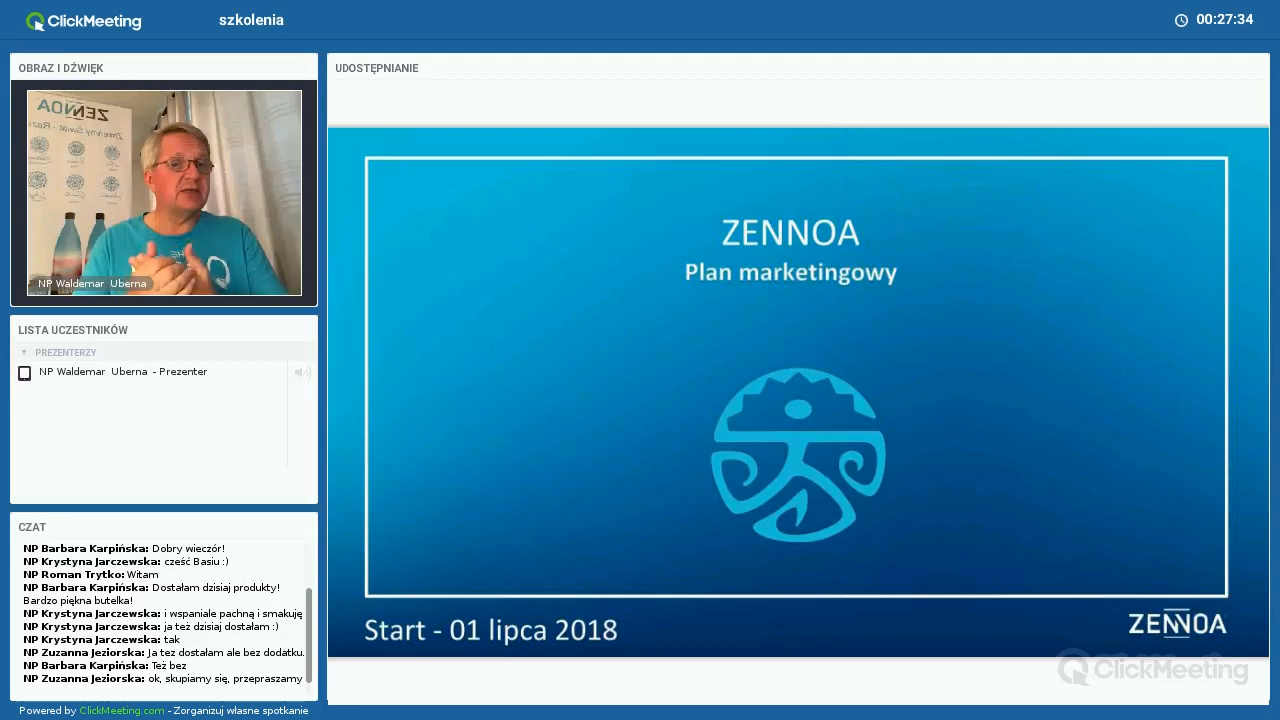 ClickMeeting
szkolenia
00:27:34
OBRAZ I DŹWIĘK
ZENNOA
NP Waldemar Uberna
LISTA UCZESTNIKÓW
PREZENTERZY
NP Waldemar Uberna - Prezenter
CZAT
NP Barbara Karpińska: Dobry wieczór!
NP Krystyna Jarczewska: cześć Basiu :)
NP Roman Trytko: Witam
NP Barbara Karpińska: Dostałam dzisiaj produkty!
Bardzo piękna butelka!
NP Krystyna Jarczewska: i wspaniale pachną i smakuję
NP Krystyna Jarczewska: ja też dzisiaj dostałam :)
NP Krystyna Jarczewska: tak
NP Zuzanna Jeziorska: Ja tez dostałam ale bez dodatku.
NP Barbara Karpińska: Też bez
NP Zuzanna Jeziorska: ok, skupiamy się, przepraszamy
Powered by ClickMeeting.com - Zorganizuj własne spotkanie
UDOSTĘPNIANIE
ZENNOA
Plan marketingowy
Start - 01 lipca 2018
ZENNOA
ClickMeeting